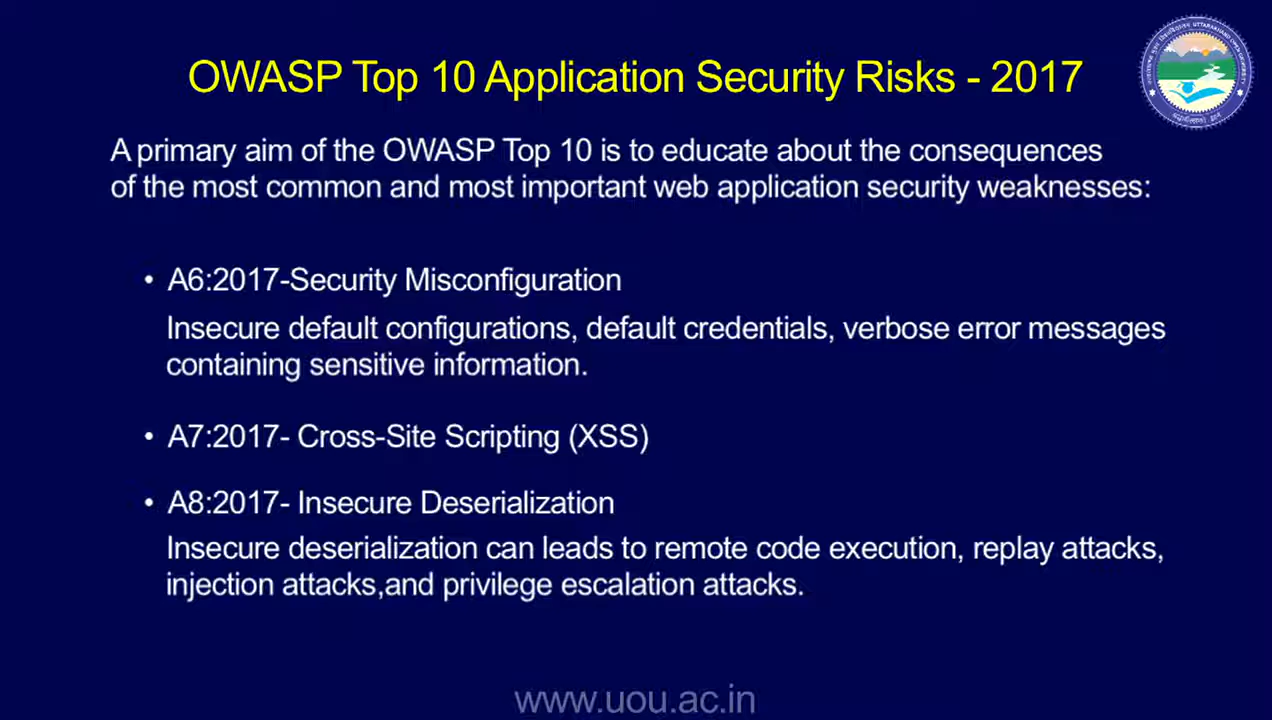 OWASP Top 10 Application Security Risks - 2017
A primary aim of the OWASP Top 10 is to educate about the consequences
of the most common and most important web application security weaknesses:
• A6:2017-Security Misconfiguration
Insecure default configurations, default credentials, verbose error messages
containing sensitive information.
• A7:2017- Cross-Site Scripting (XSS)
• A8:2017- Insecure Deserialization
Insecure deserialization can leads to remote code execution, replay attacks,
injection attacks,and privilege escalation attacks.
www.uou.ac.in